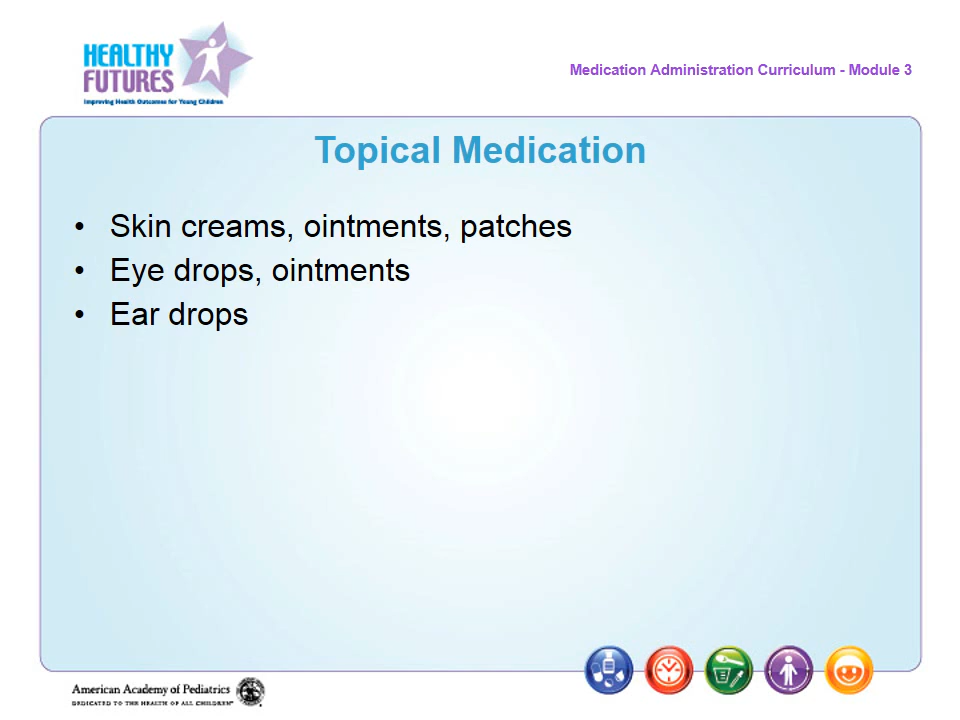 HEALTHY
FUTURES
Improving Health Outcomes for Young Children
Medication Administration Curriculum - Module 3
Topical Medication
• Skin creams, ointments, patches
• Eye drops, ointments
• Ear drops
American Academy of Pediatrics
DEDICATED TO THE HEALTH OF ALL CHILDREN™